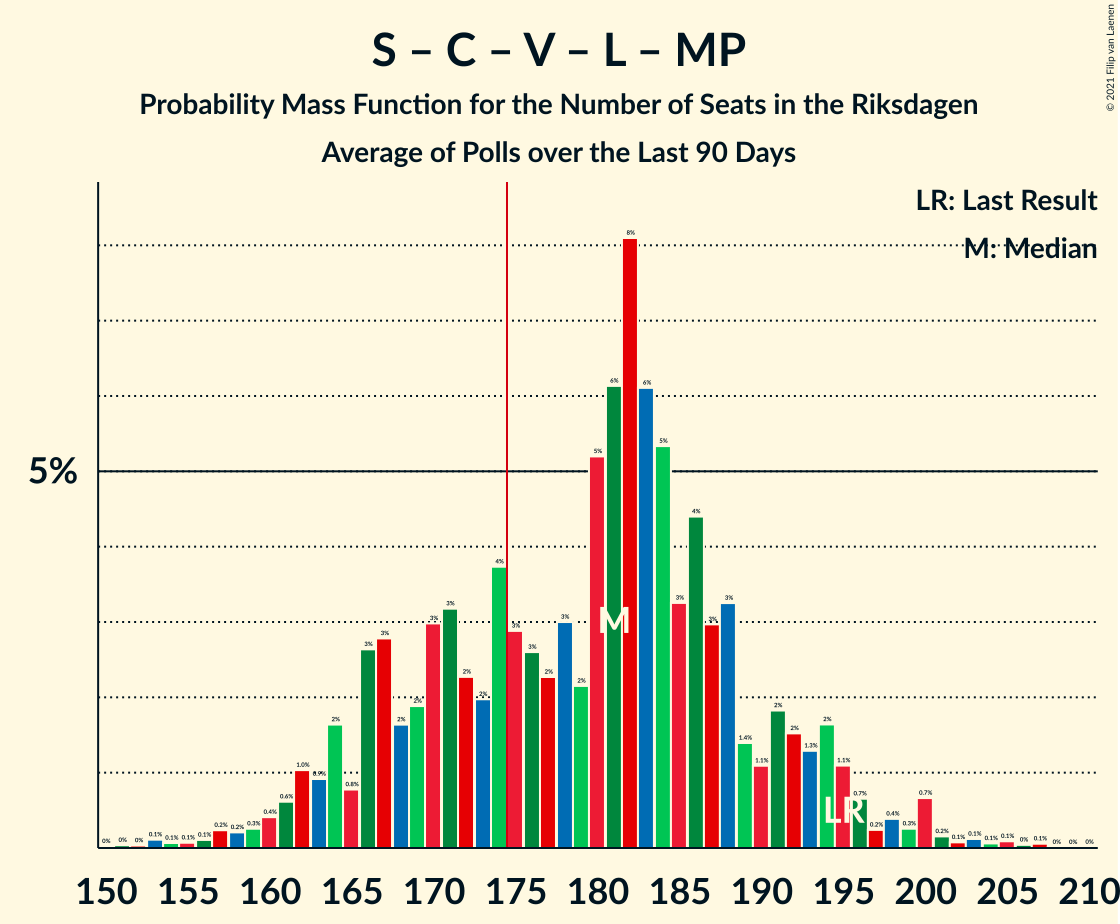 S – C – V – L – MP
Probability Mass Function for the Number of Seats in the Riksdagen
Average of Polls over the Last 90 Days
© 2021 Filip van Laenen
LR: Last Result
M: Median
5%
0% 0% 0% 0.1% 0.1% 0.1% 0.1% 0.2% 0.2% 0.3% 0.4% 0.6% 1.0% 0.9% 2% 0.8% 3% 3% 2% 2% 3% 3% 2% 2% 4% 3% 3% 2% 3% 2% 5% 6% 8% 6% 5% 3% 4% 3% 3% 1.4% 1.1% 2% 2% 1.3% 2% 1.1% 0.7% 0.2% 0.4% 0.3% 0.7% 0.2% 0.1% 0.1% 0.1% 0.1% 0% 0.1% 0% 0% 0%
M
LR
150 155 160 165 170 175 180 185 190 195 200 205 210